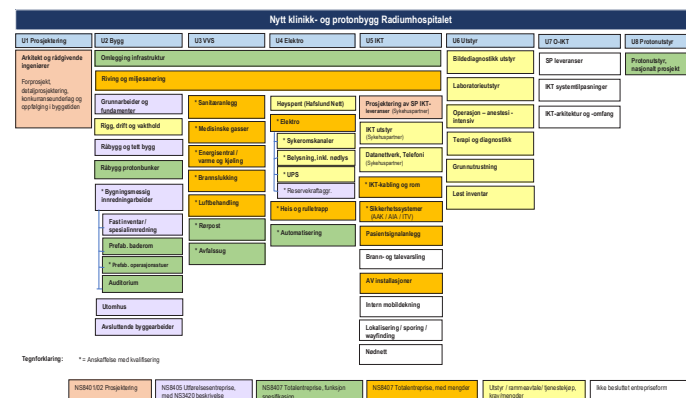 Nytt klinikk- og protonbygg Radiumhospitalet
U1 Prosjektering
U2 Bygg
U3 VVS
U4 Elektro
U5 IKT
U6 Utstyr
U7 O-IKT
U8 Protonutstyr
Arkitekt og rådgivende
ingeniører
Forprosjekt,
detaljprosjektering,
konkurranseunderlag og
oppfølging i byggetiden
Omlegging infrastruktur
Riving og miljøsanering
Grunnarbeider og
fundamenter
Rigg, drift og vakthold
Råbygg og tett bygg
Råbygg protonbunker
* Bygningsmessig
innredningarbeider
Fast inventar /
spesialinnredning
Prefab. baderom
* Prefab. operasjonsstuer
Auditorium
Utomhus
Avsluttende byggearbeider
* Sanitæranlegg
* Medisinske gasser
* Energisentral /
varme og kjøling
* Brannslukking
* Luftbehandling
* Rørpost
* Avfallssug
Høyspent (Hafslund Nett)
* Elektro
* Sykeromskanaler
* Belysning, inkl. nødlys
* UPS
* Reservekraftaggr.
* Heis og rulletrapp
* Automatisering
Prosjektering av SP IKT-
leveranser (Sykehuspartner)
IKT utstyr
(Sykehuspartner)
Datanettverk, Telefoni
(Sykehuspartner)
* IKT-kabling og rom
* Sikkerhetssystemer
(AAK / AIA / ITV)
Pasientsignalanlegg
Brann- og talevarsling
AV installasjoner
Intern mobildekning
Lokalisering / sporing /
wayfinding
Nødnett
Bildediagnostikk utstyr
Laboratorieutstyr
Operasjon – anestesi -
intensiv
Terapi og diagnostikk
Grunnutrustning
Løst inventar
SP leveranser
IKT systemtilpasninger
IKT-arkitektur og -omfang
Protonutstyr,
nasjonalt prosjekt
Tegnforklaring:
* = Anskaffelse med kvalifisering
NS8401/02 Prosjektering
NS8405 Utførelsesentreprise,
med NS3420 beskrivelse
NS8407 Totalentreprise, funksjon
spesifikasjon
NS8407 Totalentreprise, med mengder
Utstyr / rammeavtale/ tjenestekjøp,
krav/mengder
Ikke besluttet entrepriseform